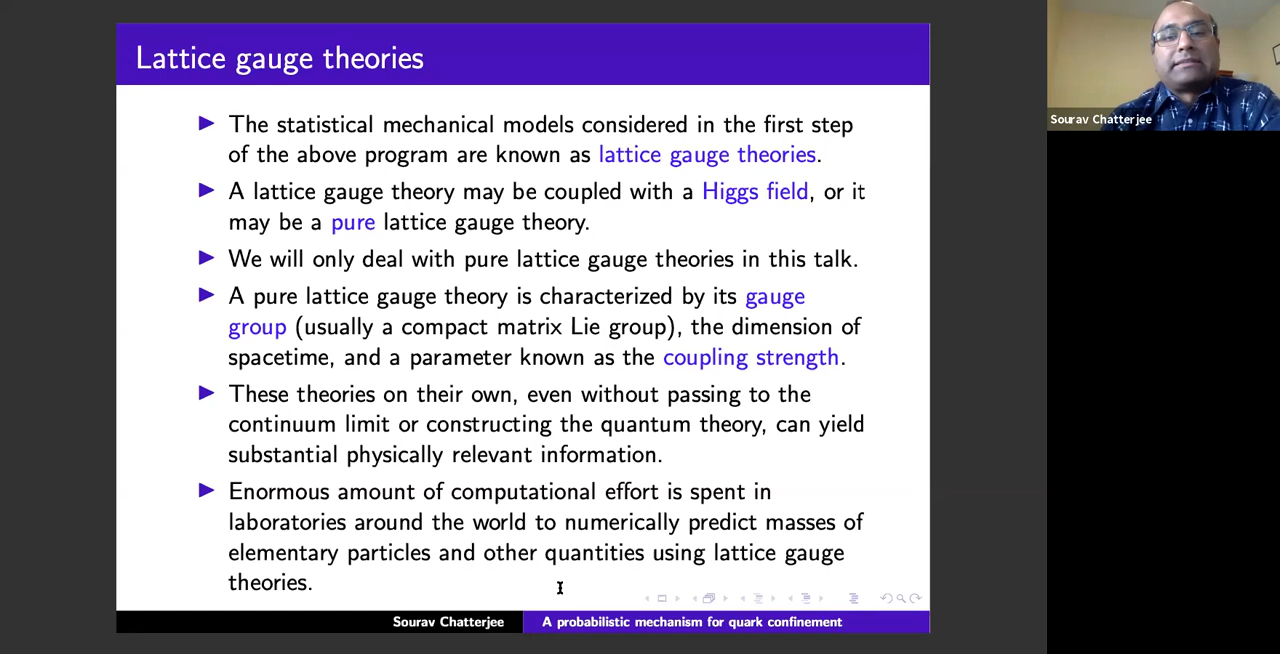 Lattice gauge theories
The statistical mechanical models considered in the first step
of the above program are known as lattice gauge theories.
A lattice gauge theory may be coupled with a Higgs field, or it
may be a pure lattice gauge theory.
We will only deal with pure lattice gauge theories in this talk.
A pure lattice gauge theory is characterized by its gauge
group (usually a compact matrix Lie group), the dimension of
spacetime, and a parameter known as the coupling strength.
These theories on their own, even without passing to the
continuum limit or constructing the quantum theory, can yield
substantial physically relevant information.
Enormous amount of computational effort is spent in
laboratories around the world to numerically predict masses of
elementary particles and other quantities using lattice gauge
theories.
Sourav Chatterjee
A probabilistic mechanism for quark confinement
Sourav Chatterjee